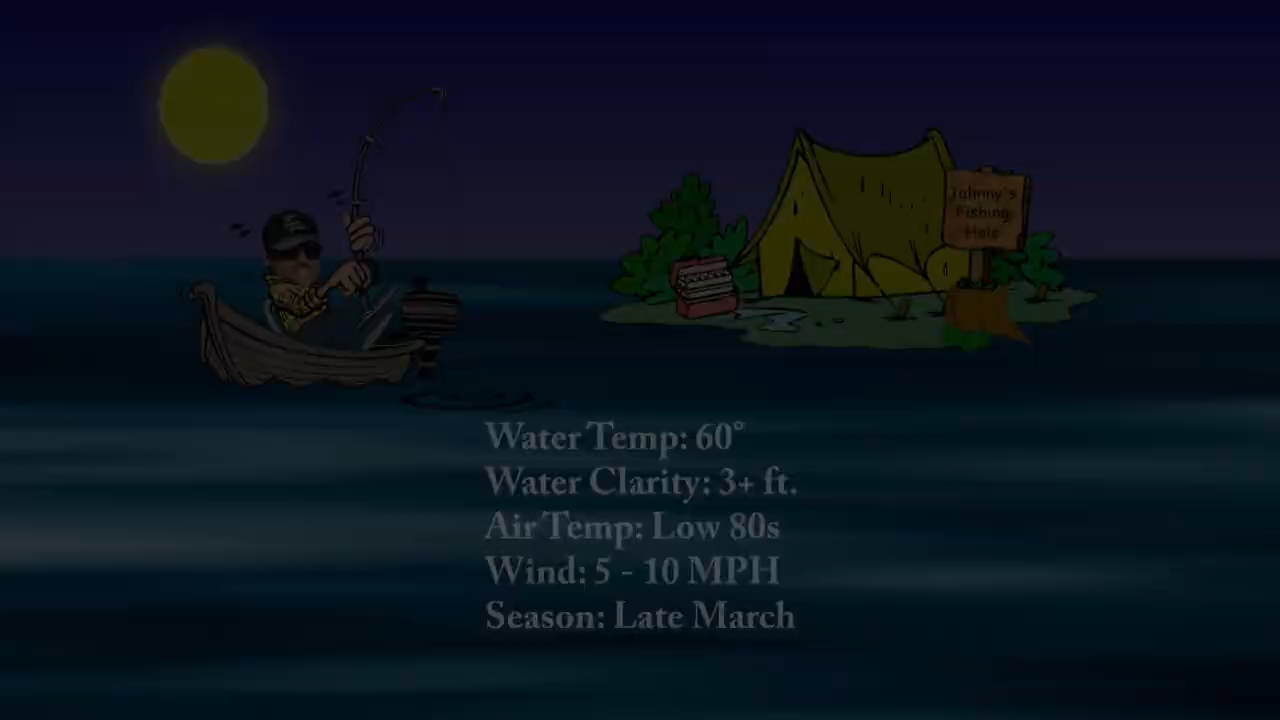 Johnny's
Fishing
Hole
Water Temp: 60°
Water Clarity: 3+ ft.
Air Temp: Low 80s
Wind: 5 - 10 MPH
Season: Late March